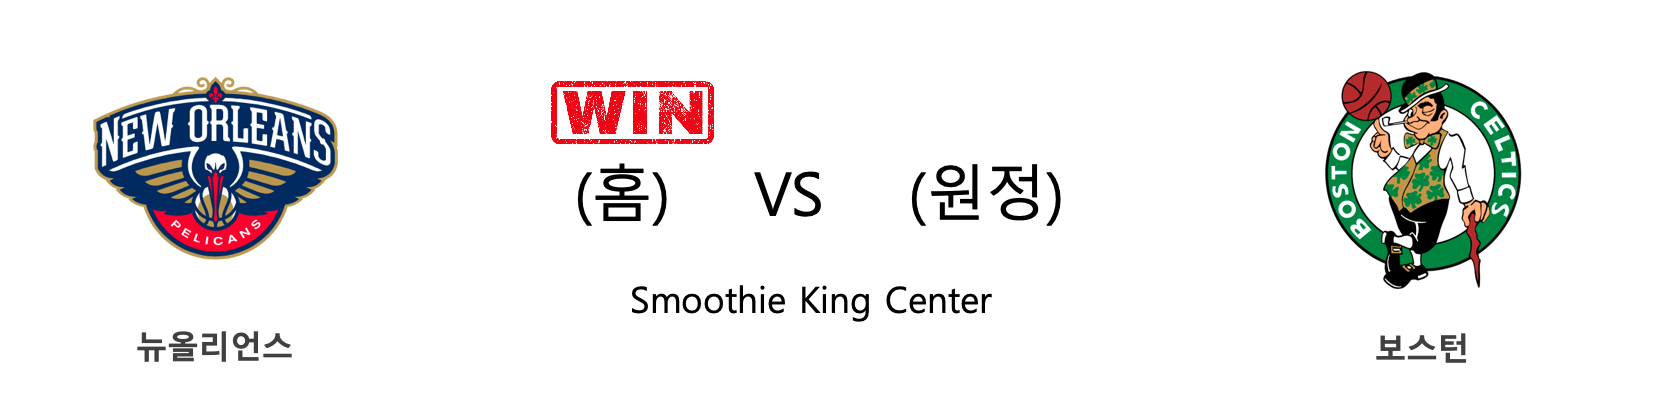 NEW ORLEANS
PELICANS
WIN
(홈) VS (원정)
Smoothie King Center
뉴올리언스
BOSTON CELTICS
보스턴